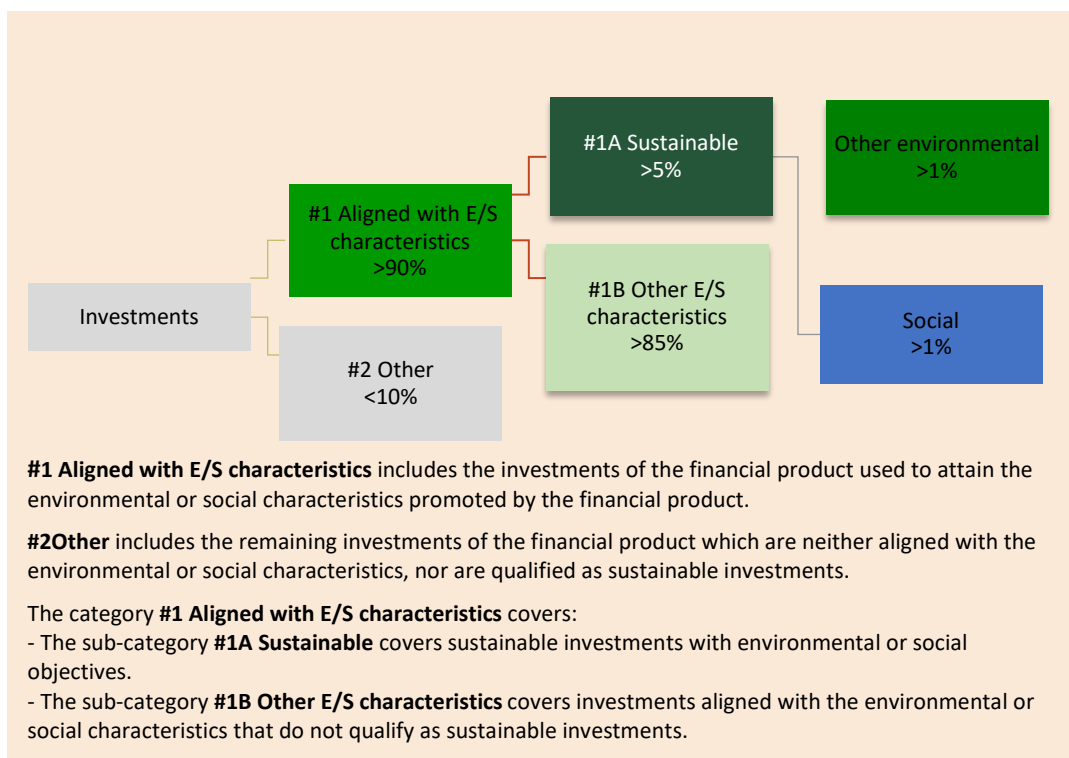 #1A Sustainable
>5%
Other environmental
>1%
#1 Aligned with E/S
characteristics
>90%
#1B Other E/S
characteristics
>85%
Investments
Social
>1%
#2 Other
<10%
#1 Aligned with E/S characteristics includes the investments of the financial product used to attain the
environmental or social characteristics promoted by the financial product.
#2Other includes the remaining investments of the financial product which are neither aligned with the
environmental or social characteristics, nor are qualified as sustainable investments.
The category #1 Aligned with E/S characteristics covers:
- The sub-category #1A Sustainable covers sustainable investments with environmental or social
objectives.
- The sub-category #1B Other E/S characteristics covers investments aligned with the environmental or
social characteristics that do not qualify as sustainable investments.